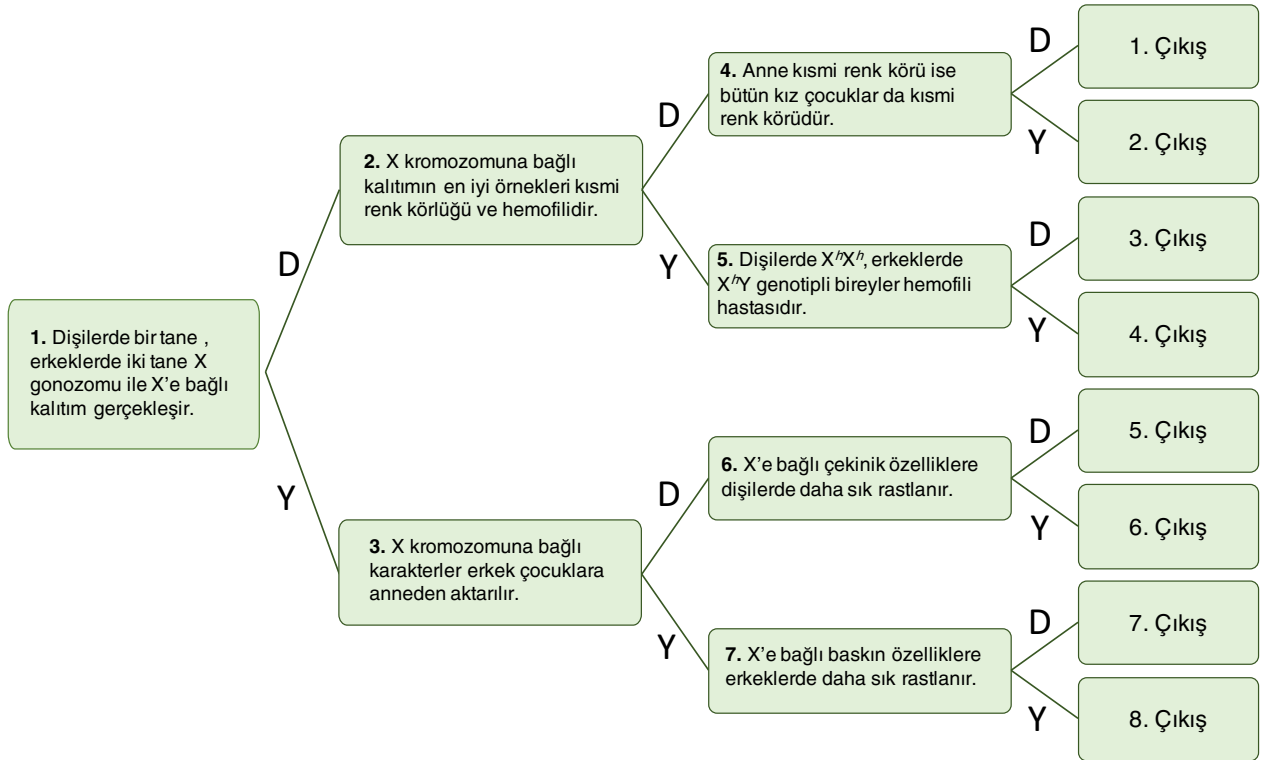 1. Dişilerde bir tane ,
erkeklerde iki tane X
gonozomu ile X’e bağlı
kalıtım gerçekleşir.
D
Y
2. X kromozomuna bağlı
kalıtımın en iyi örnekleri kısmi
renk körlüğü ve hemofilidir.
D
Y
3. X kromozomuna bağlı
karakterler erkek çocuklara
anneden aktarılır.
D
Y
4. Anne kısmi renk körü ise
bütün kız çocuklar da kısmi
renk körüdür.
D
Y
5. Dişilerde XʰXʰ, erkeklerde
XʰY genotipli bireyler hemofili
hastasıdır.
D
Y
6. X’e bağlı çekinik özelliklere
dişilerde daha sık rastlanır.
D
Y
7. X’e bağlı baskın özelliklere
erkeklerde daha sık rastlanır.
D
Y
1. Çıkış
2. Çıkış
3. Çıkış
4. Çıkış
5. Çıkış
6. Çıkış
7. Çıkış
8. Çıkış